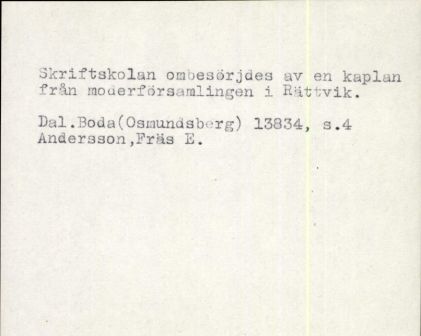 Skriftskolan ombesörjdes av en kaplan
från moderförsamlingen i Rättvik.
Dal.Boda(Osmundsberg) 13834, s.4
Andersson,Fräs E.